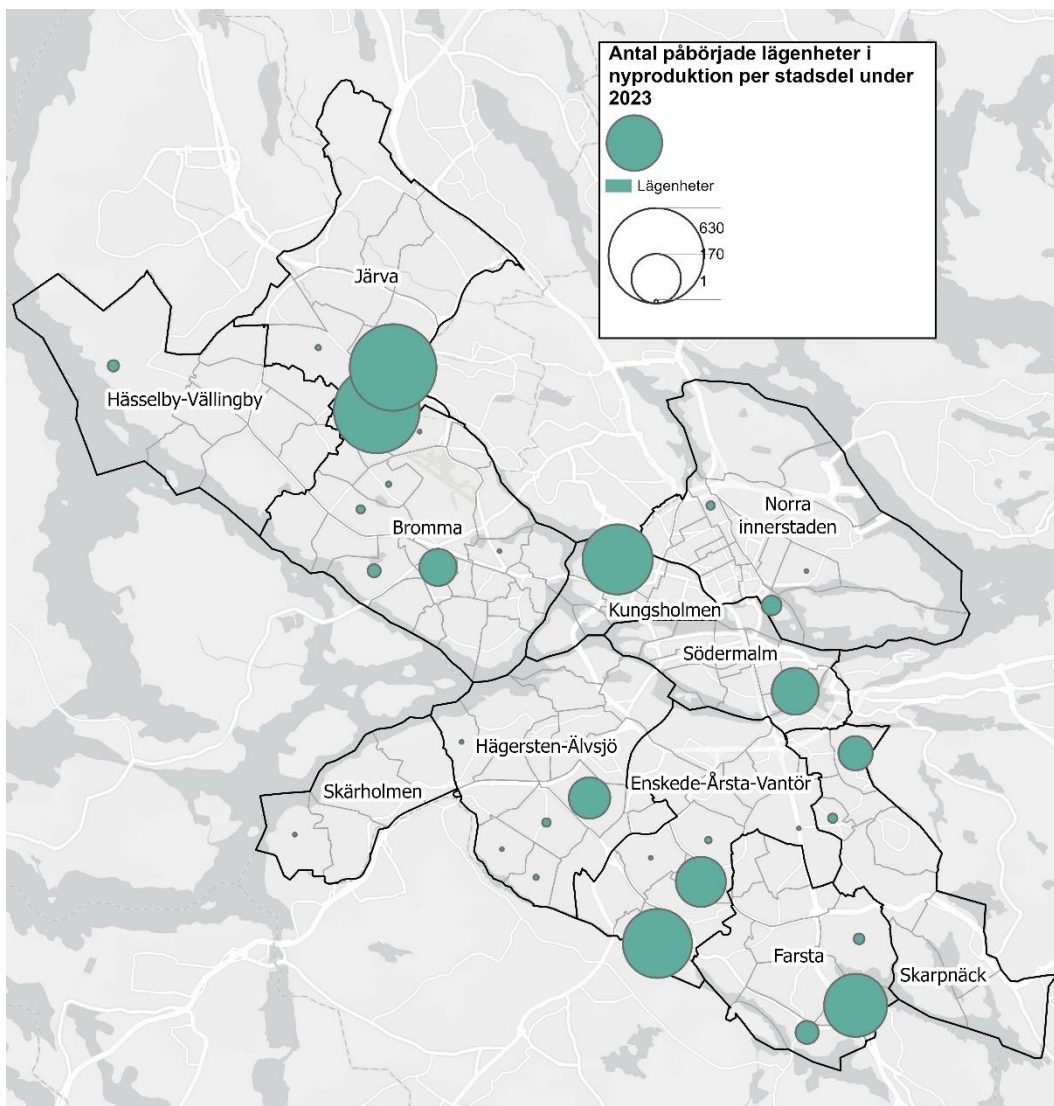 Antal påbörjade lägenheter i
nyproduktion per stadsdel under
2023
Lägenheter
630
170
1
Järva
Hässelby-Vällingby
Norra
innerstaden
Bromma
Kungsholmen
Södermalm
Hägersten-Älvsjö
Enskede-Årsta-Vantör
Skärholmen
Farsta
Skarpnäck